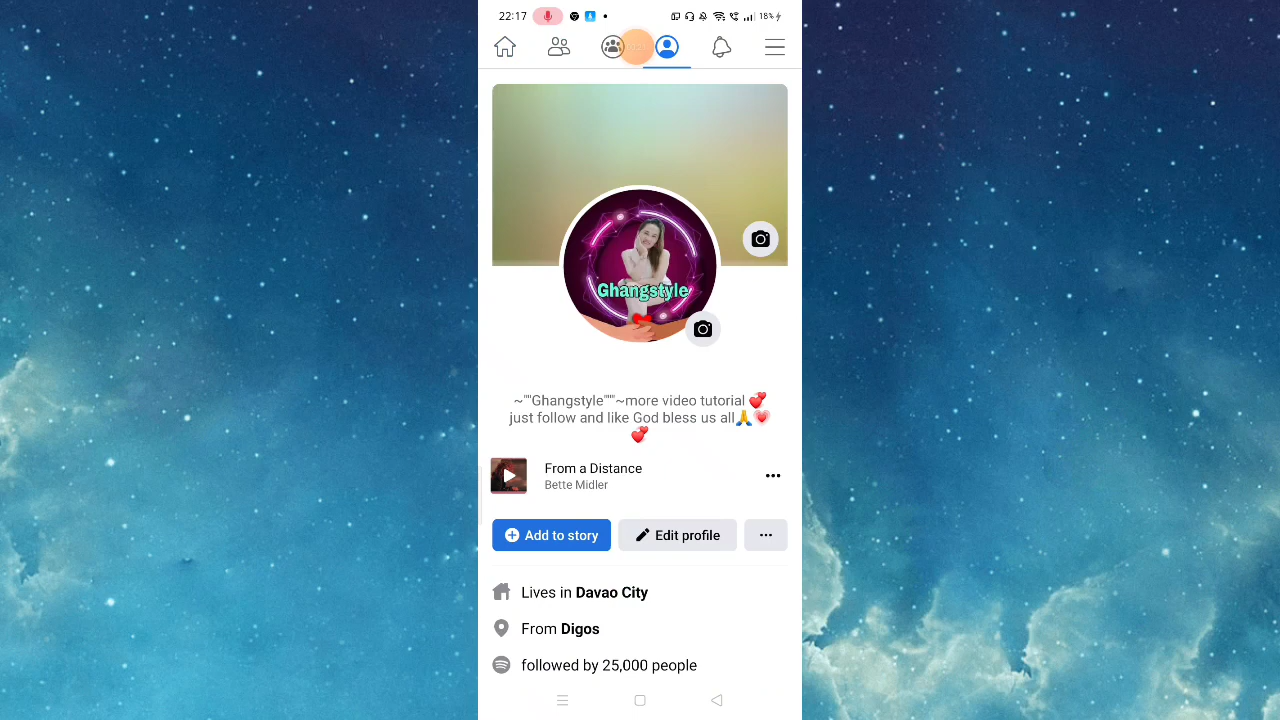 22:17
18%
Ghangstyle
~""Ghangstyle"""~more video tutorial 💕
just follow and like God bless us all🙏💗
💕
From a Distance
Bette Midler
Add to story
Edit profile
Lives in Davao City
From Digos
followed by 25,000 people